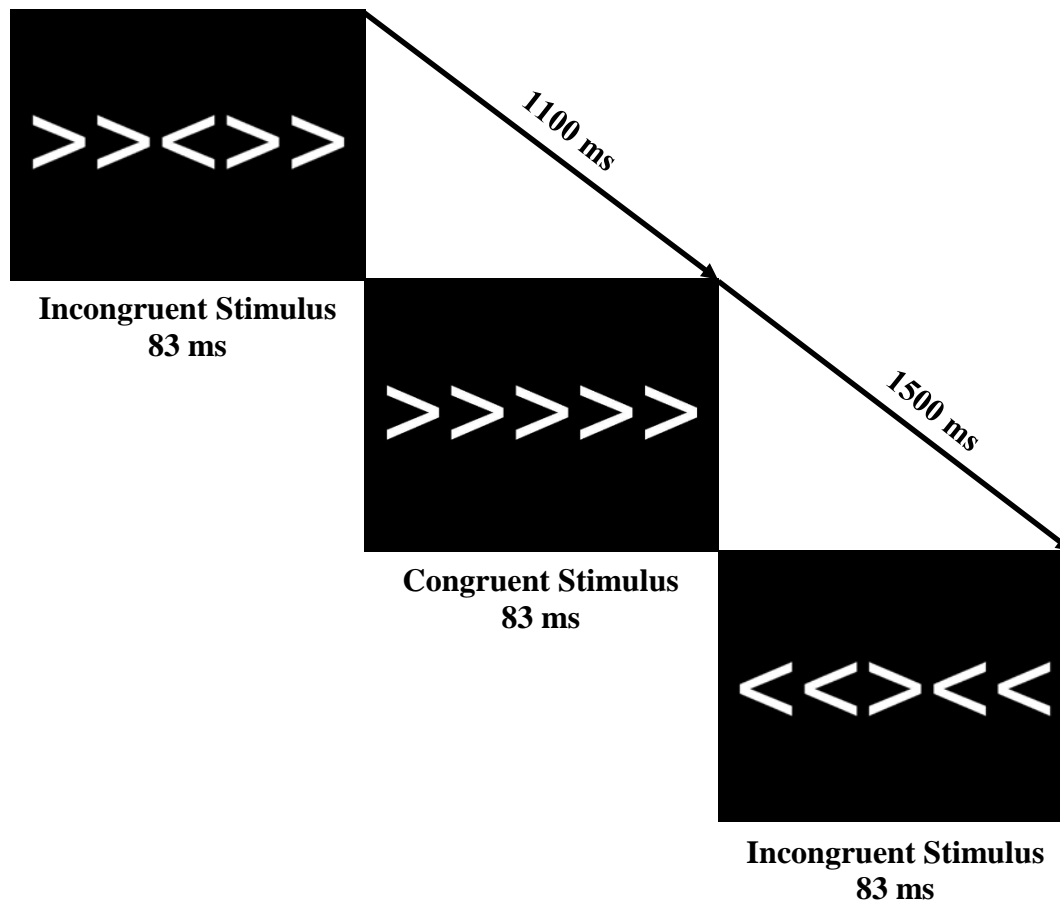 >><>>
1100 ms
Incongruent Stimulus
83 ms
>>>>>
1500 ms
Congruent Stimulus
83 ms
<<><<
Incongruent Stimulus
83 ms